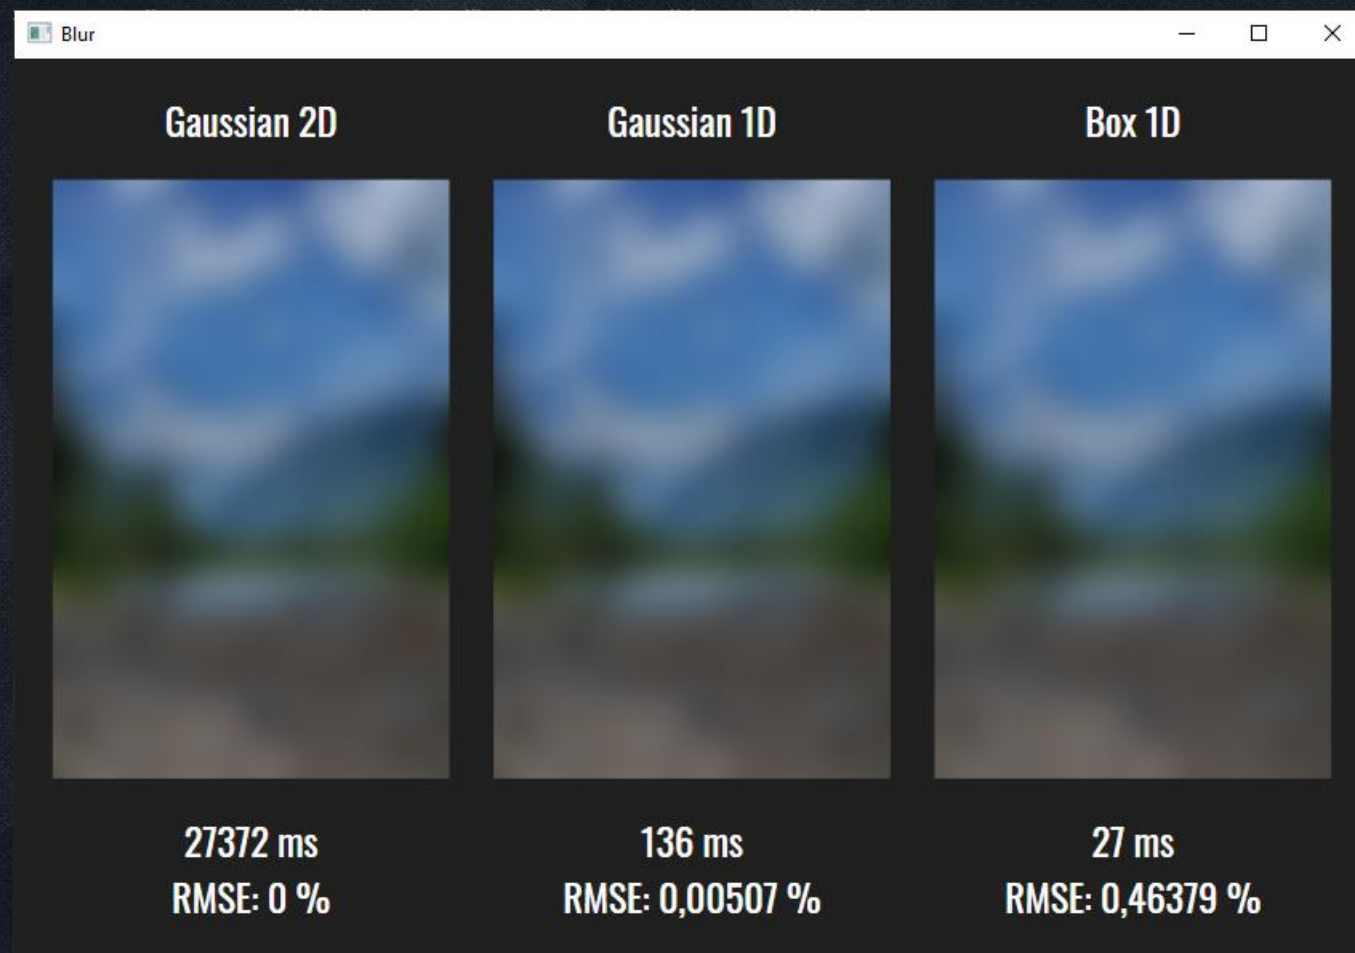 Blur
Gaussian 2D
Gaussian 1D
Box 1D
27372 ms
RMSE: 0 %
136 ms
RMSE: 0,00507 %
27 ms
RMSE: 0,46379 %